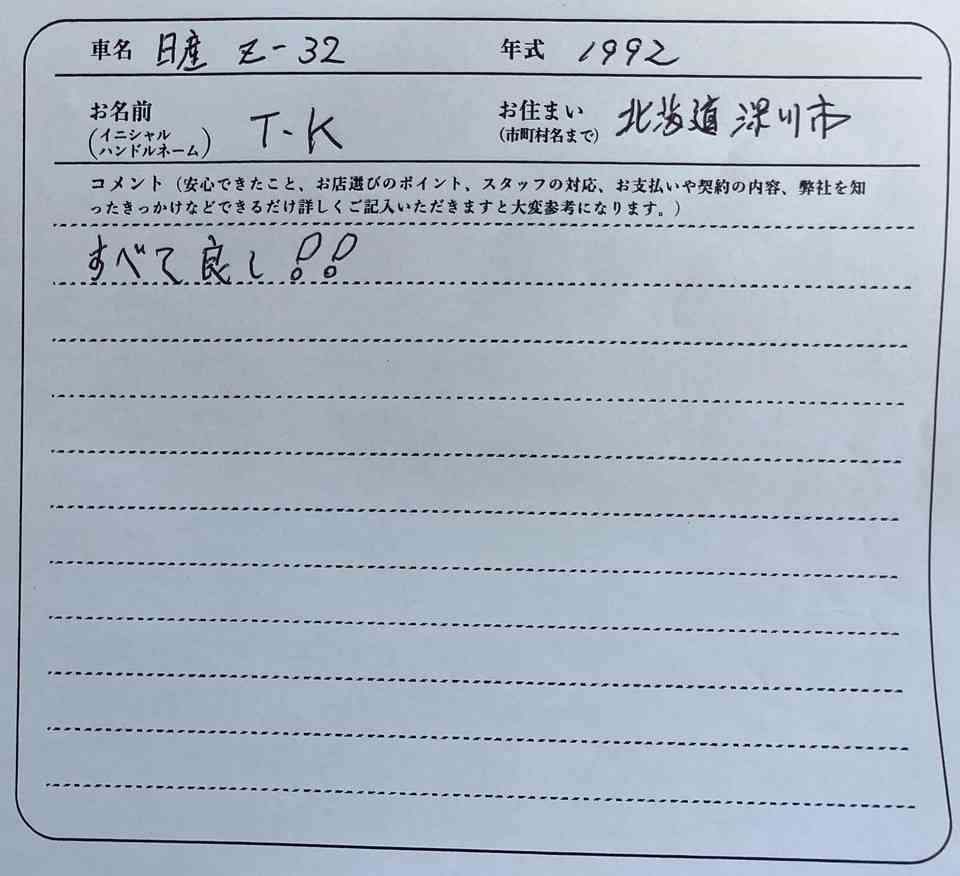 車名 日産 Z-32 年式 1992
お名前 (イニシャル ハンドルネーム) T-K お住まい (市町村名まで) 北海道 深川市
コメント（安心できたこと、お店選びのポイント、スタッフの対応、お支払いや契約の内容、弊社を知
ったきっかけなどできるだけ詳しくご記入いただきますと大変参考になります。）
すべて良し!!